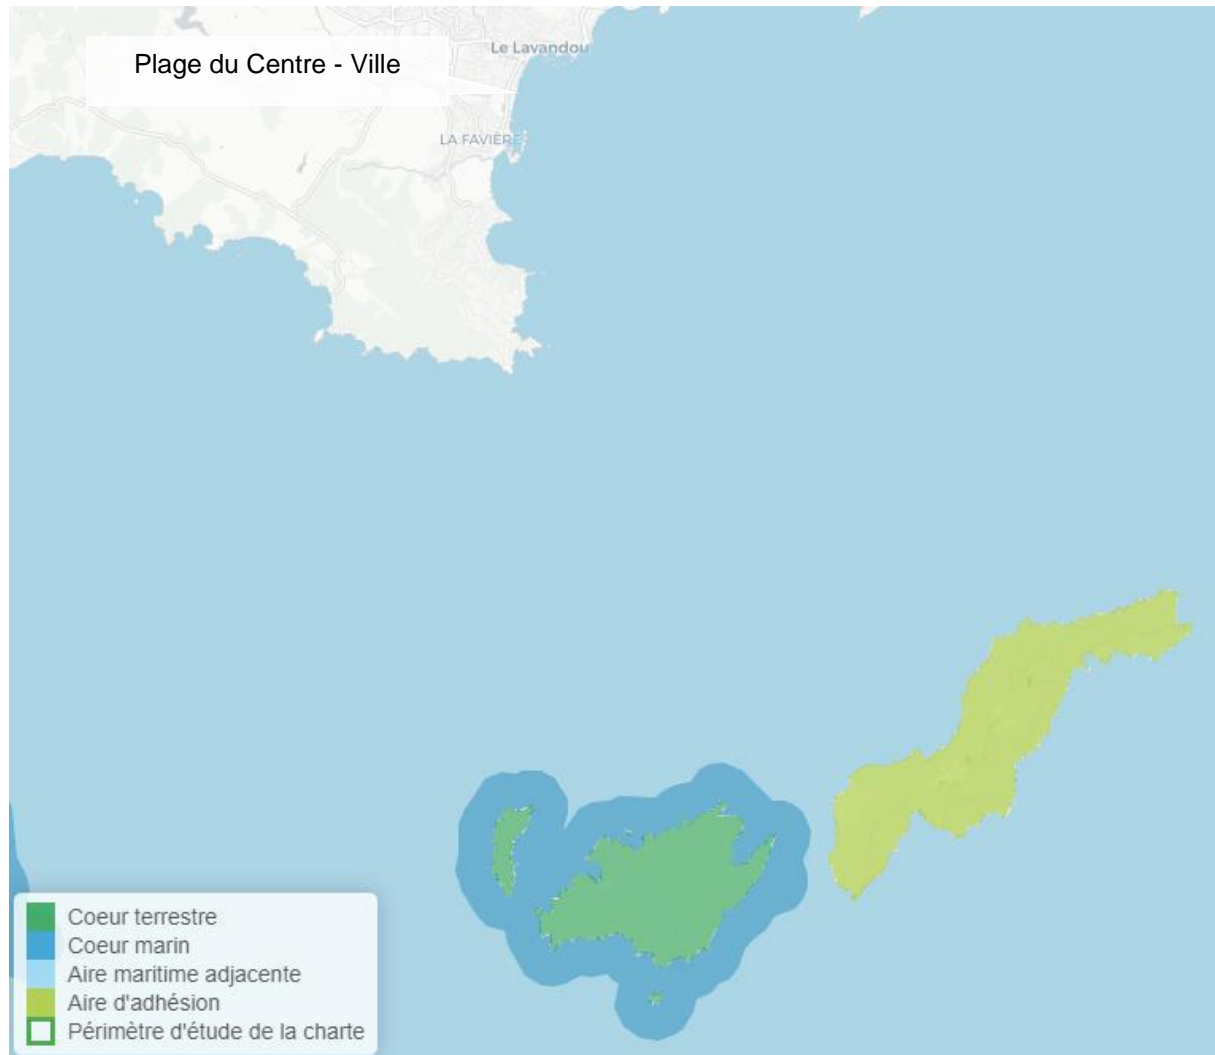 Le Lavandou
Plage du Centre - Ville
LA FAVIÈRE
Coeur terrestre
Coeur marin
Aire maritime adjacente
Aire d'adhésion
Périmètre d'étude de la charte